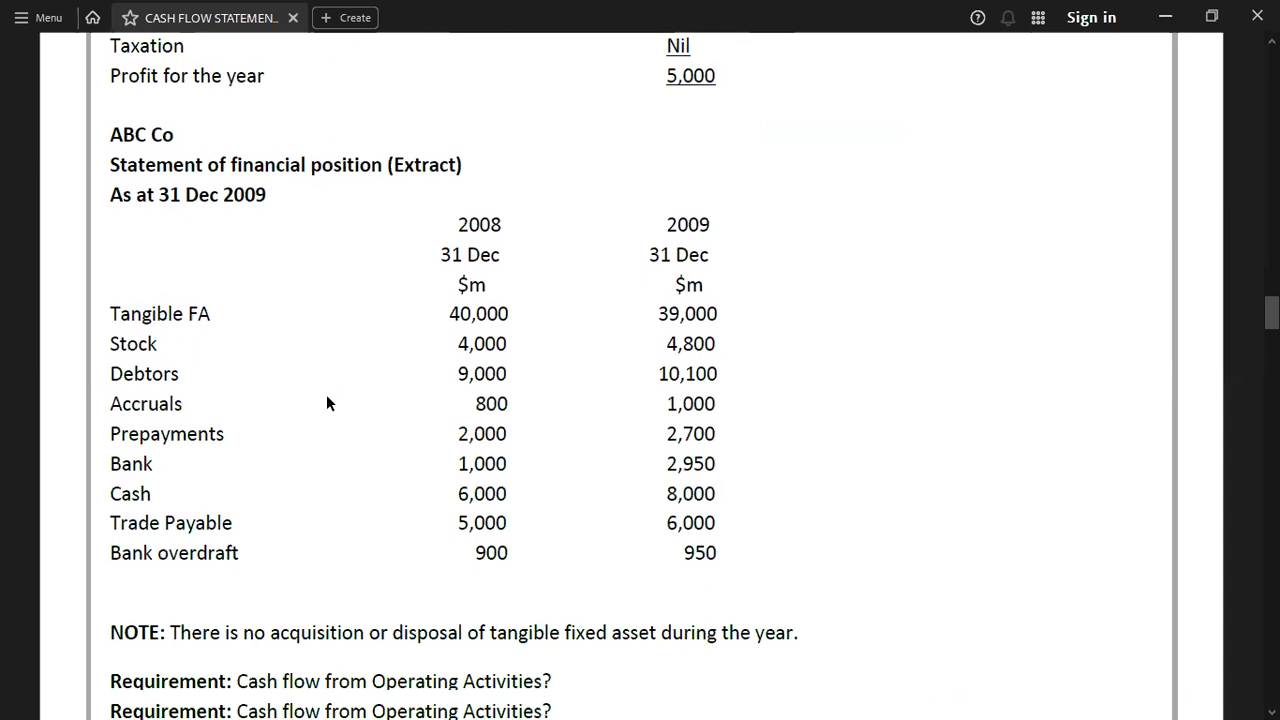 Menu
CASH FLOW STATEMEN...
Create
Sign in
Taxation Nil
Profit for the year 5,000
ABC Co
Statement of financial position (Extract)
As at 31 Dec 2009
2008 2009
31 Dec 31 Dec
$m $m
Tangible FA 40,000 39,000
Stock 4,000 4,800
Debtors 9,000 10,100
Accruals 800 1,000
Prepayments 2,000 2,700
Bank 1,000 2,950
Cash 6,000 8,000
Trade Payable 5,000 6,000
Bank overdraft 900 950
NOTE: There is no acquisition or disposal of tangible fixed asset during the year.
Requirement: Cash flow from Operating Activities?
Requirement: Cash flow from Operating Activities?